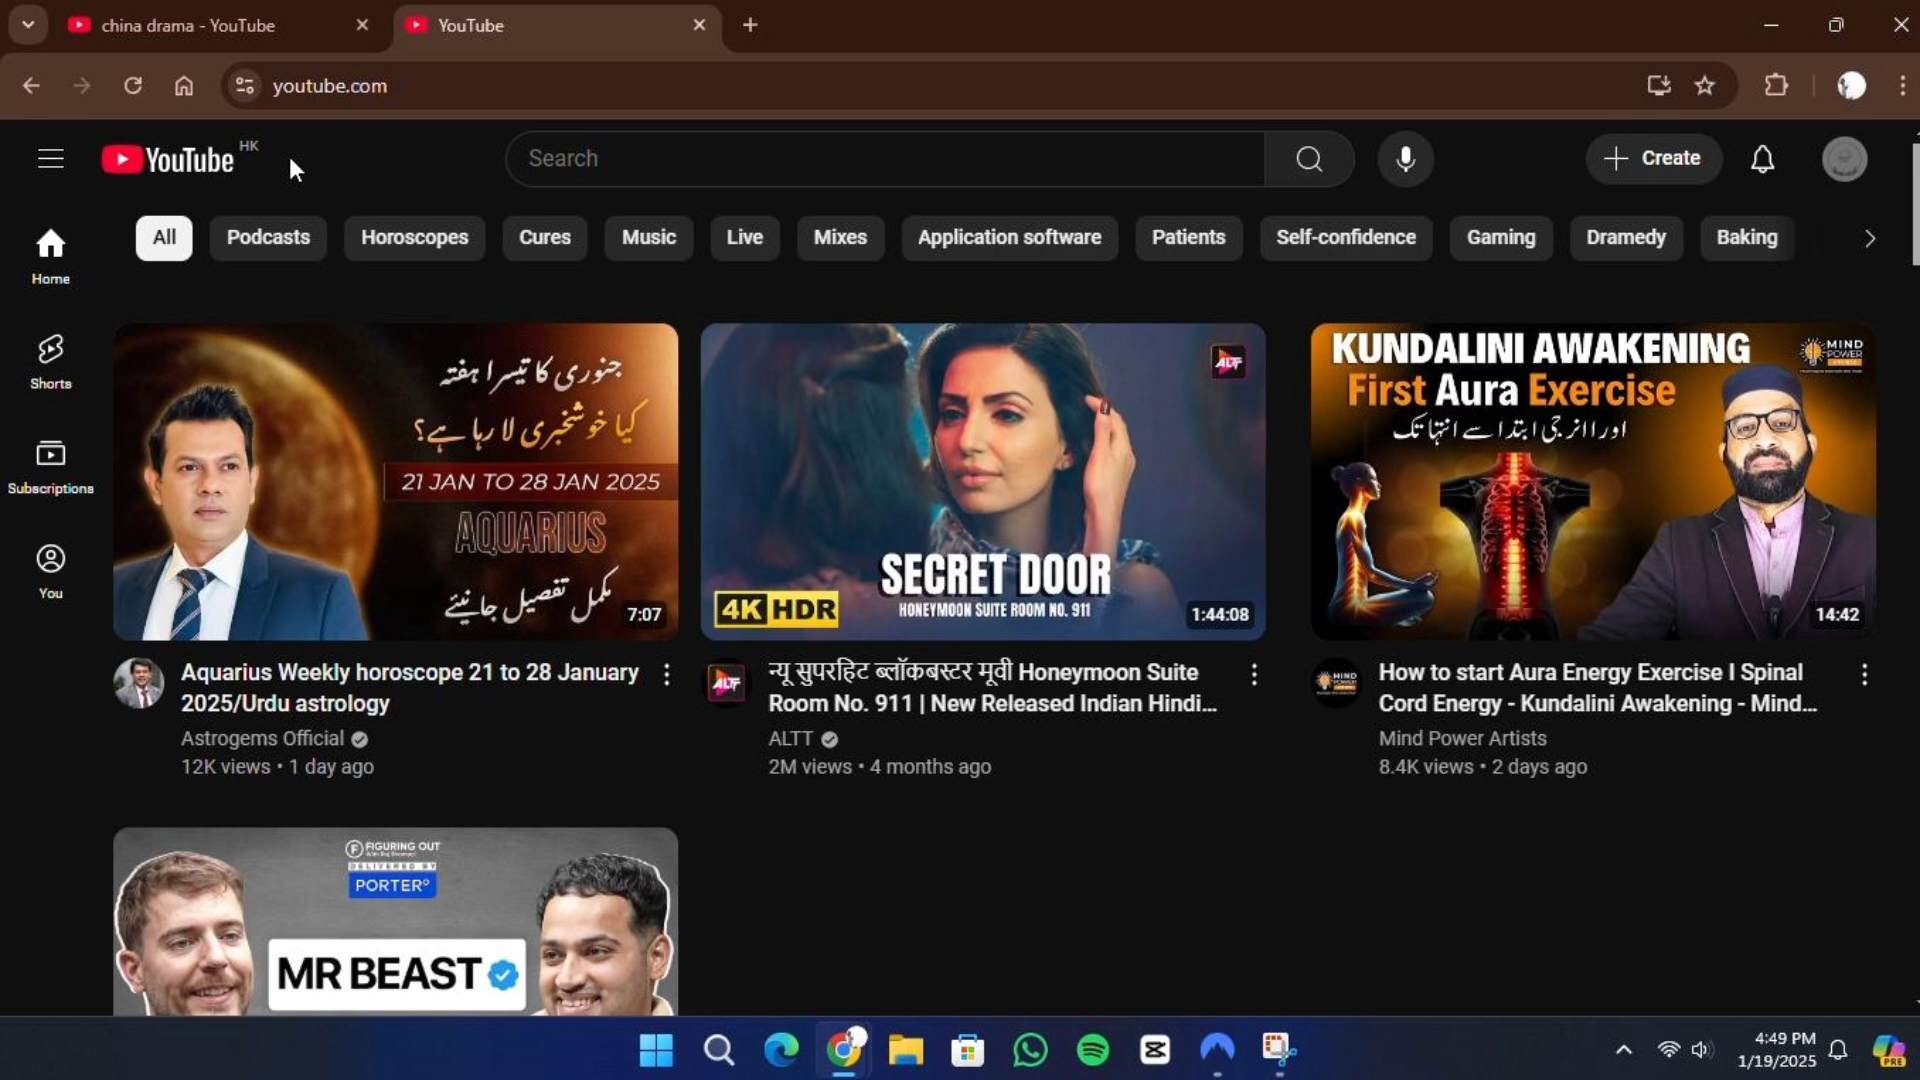 china drama - YouTube
YouTube
youtube.com
YouTube HK
Search
Create
All
Podcasts
Horoscopes
Cures
Music
Live
Mixes
Application software
Patients
Self-confidence
Gaming
Dramedy
Baking
Home
Shorts
Subscriptions
You
جنوری کا تیسرا ہفتہ
کیا خوشخبری لا رہا ہے؟
21 JAN TO 28 JAN 2025
AQUARIUS
مکمل تفصیل جانیئے
7:07
Aquarius Weekly horoscope 21 to 28 January
2025/Urdu astrology
Astrogems Official
12K views • 1 day ago
ALTT
SECRET DOOR
HONEYMOON SUITE ROOM NO. 911
4K HDR
1:44:08
ALTT
न्यू सुपरहिट ब्लॉकबस्टर मूवी Honeymoon Suite
Room No. 911 | New Released Indian Hindi...
ALTT
2M views • 4 months ago
KUNDALINI AWAKENING
MIND
POWER
First Aura Exercise
اور انرجی ابتدا سے انتہا تک
14:42
MIND
How to start Aura Energy Exercise I Spinal
Cord Energy - Kundalini Awakening - Mind...
Mind Power Artists
8.4K views • 2 days ago
FIGURING OUT
DELIVERED BY
PORTER
MR BEAST
4:49 PM
1/19/2025
PRE